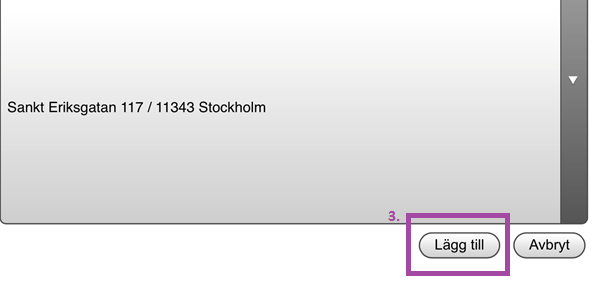 Sankt Eriksgatan 117 / 11343 Stockholm
3.
Lägg till
Avbryt